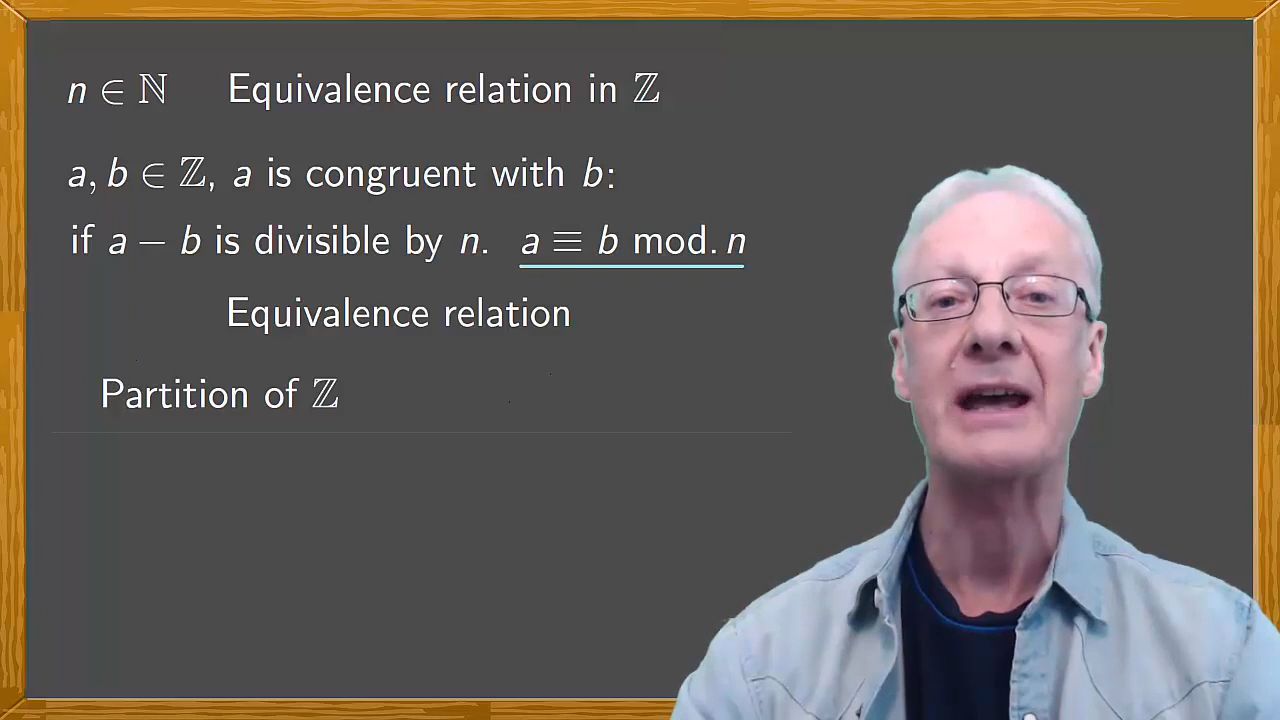 n ∈ ℕ Equivalence relation in ℤ
a, b ∈ ℤ, a is congruent with b:
if a − b is divisible by n. a ≡ b mod. n
Equivalence relation
Partition of ℤ